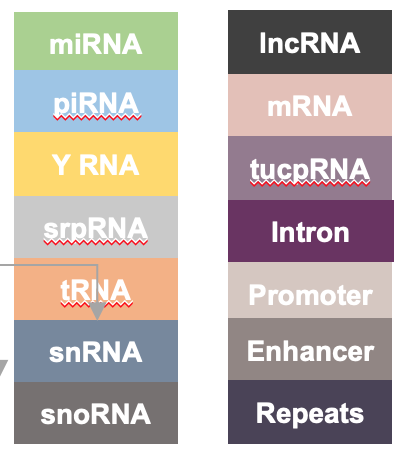 miRNA
piRNA
Y RNA
srpRNA
tRNA
snRNA
snoRNA
lncRNA
mRNA
tucpRNA
Intron
Promoter
Enhancer
Repeats